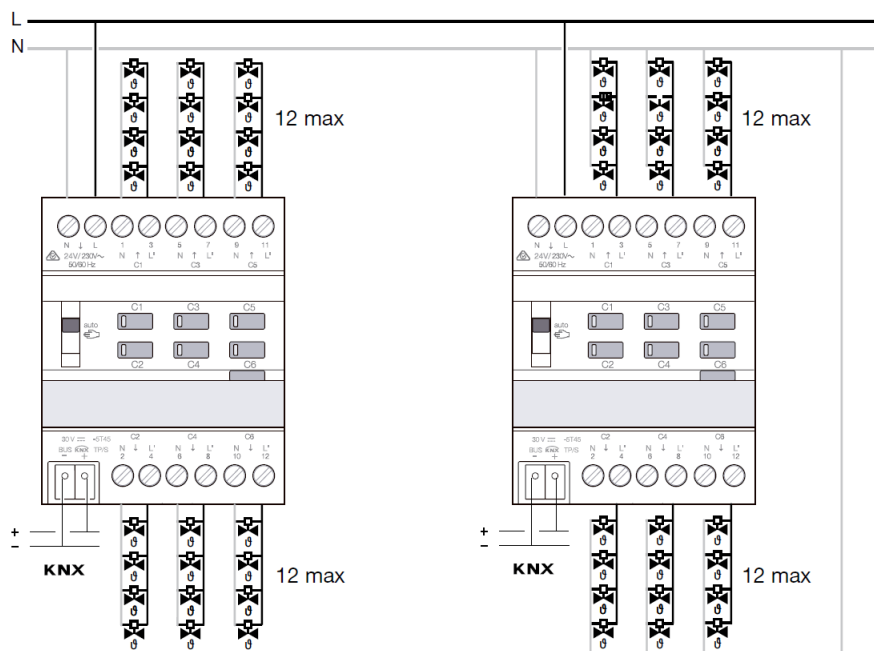 L
N
12 max
12 max
N ↓ L 1 3 5 7 9 11
24V/230V~ N ↑ L' N ↑ L' N ↑ L'
50/60 Hz C1 C3 C5
C1 C3 C5
auto
C2 C4 C6
30 V ⎓ -5T45 C2 C4 C6
BUS KNX TP/S N ↓ L' N ↓ L' N ↓ L'
− + 2 4 6 8 10 12
+
−
KNX
12 max
N ↓ L 1 3 5 7 9 11
24V/230V~ N ↑ L' N ↑ L' N ↑ L'
50/60 Hz C1 C3 C5
C1 C3 C5
auto
C2 C4 C6
30 V ⎓ -5T45 C2 C4 C6
BUS KNX TP/S N ↓ L' N ↓ L' N ↓ L'
− + 2 4 6 8 10 12
+
−
KNX
12 max